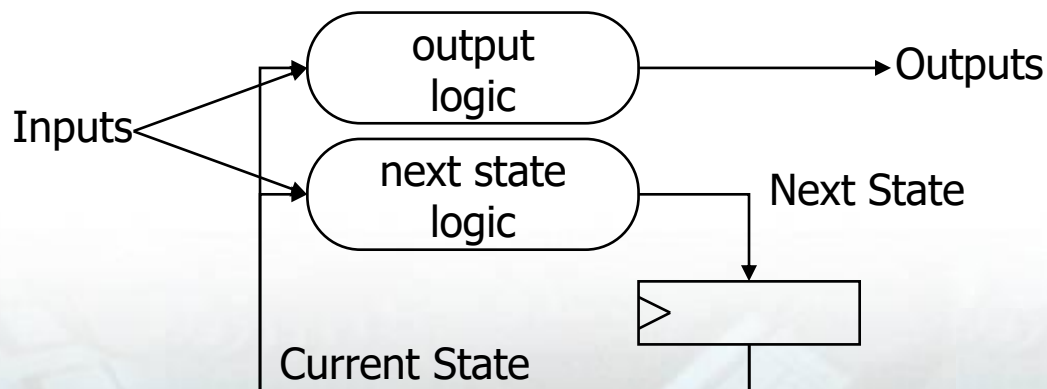 output
logic
Outputs
Inputs
next state
logic
Next State
Current State